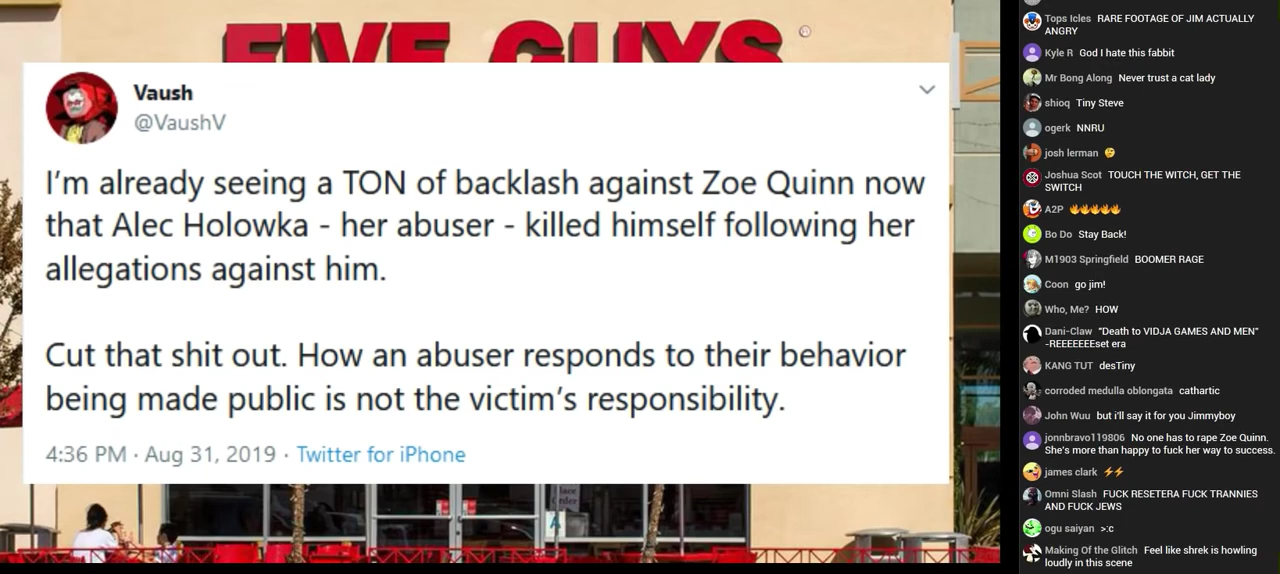 FIVE GUYS
Vaush
@VaushV
I'm already seeing a TON of backlash against Zoe Quinn now
that Alec Holowka - her abuser - killed himself following her
allegations against him.
Cut that shit out. How an abuser responds to their behavior
being made public is not the victim's responsibility.
4:36 PM · Aug 31, 2019 · Twitter for iPhone
Place
Order
A
Tops Icles RARE FOOTAGE OF JIM ACTUALLY
ANGRY
Kyle R God I hate this fabbit
Mr Bong Along Never trust a cat lady
shioq Tiny Steve
ogerk NNRU
josh lerman 🤔
Joshua Scot TOUCH THE WITCH, GET THE
SWITCH
A2P 🔥🔥🔥🔥🔥
Bo Do Stay Back!
M1903 Springfield BOOMER RAGE
Coon go jim!
Who, Me? HOW
Dani-Claw "Death to VIDJA GAMES AND MEN"
-REEEEEEset era
KANG TUT desTiny
corroded medulla oblongata cathartic
John Wuu but i'll say it for you Jimmyboy
jonnbravo119806 No one has to rape Zoe Quinn.
She's more than happy to fuck her way to success.
james clark ⚡⚡
Omni Slash FUCK RESETERA FUCK TRANNIES
AND FUCK JEWS
ogu saiyan >:c
Making Of the Glitch Feel like shrek is howling
loudly in this scene